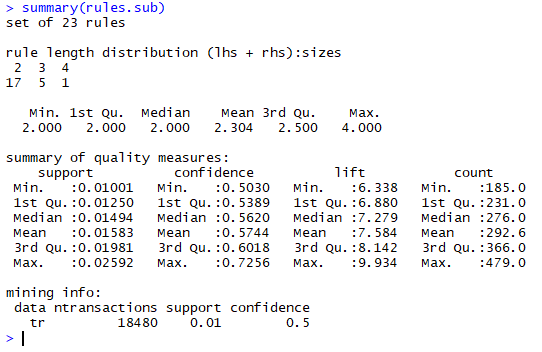 > summary(rules.sub)
set of 23 rules
rule length distribution (lhs + rhs):sizes
 2  3  4
17  5  1
   Min. 1st Qu.  Median    Mean 3rd Qu.    Max.
  2.000   2.000   2.000   2.304   2.500   4.000
summary of quality measures:
    support          confidence          lift           count
 Min.   :0.01001   Min.   :0.5030   Min.   :6.338   Min.   :185.0
 1st Qu.:0.01250   1st Qu.:0.5389   1st Qu.:6.880   1st Qu.:231.0
 Median :0.01494   Median :0.5620   Median :7.279   Median :276.0
 Mean   :0.01583   Mean   :0.5744   Mean   :7.584   Mean   :292.6
 3rd Qu.:0.01981   3rd Qu.:0.6018   3rd Qu.:8.142   3rd Qu.:366.0
 Max.   :0.02592   Max.   :0.7256   Max.   :9.934   Max.   :479.0
mining info:
 data ntransactions support confidence
   tr         18480    0.01        0.5
>